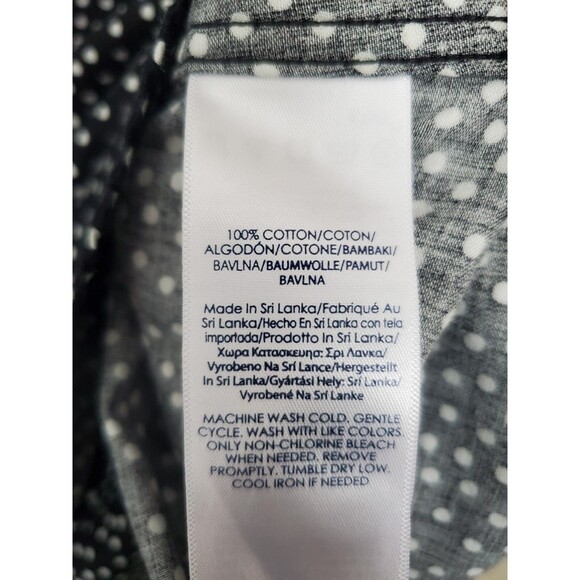 100% COTTON/COTON/
ALGODÓN/COTONE/BAMBAKI/
BAVLNA/BAUMWOLLE/PAMUT/
BAVLNA
Made In Sri Lanka/Fabriqué Au
Sri Lanka/Hecho En Sri Lanka con tela
importada/Prodotto In Sri Lanka/
Χωρα Κατασκευησ: Σρι Λανκα/
Vyrobeno Na Srí Lance/Hergestellt
In Sri Lanka/Gyártási Hely: Srí Lanka/
Vyrobené Na Srí Lanke
MACHINE WASH COLD. GENTLE
CYCLE. WASH WITH LIKE COLORS.
ONLY NON-CHLORINE BLEACH
WHEN NEEDED. REMOVE
PROMPTLY. TUMBLE DRY LOW.
COOL IRON IF NEEDED